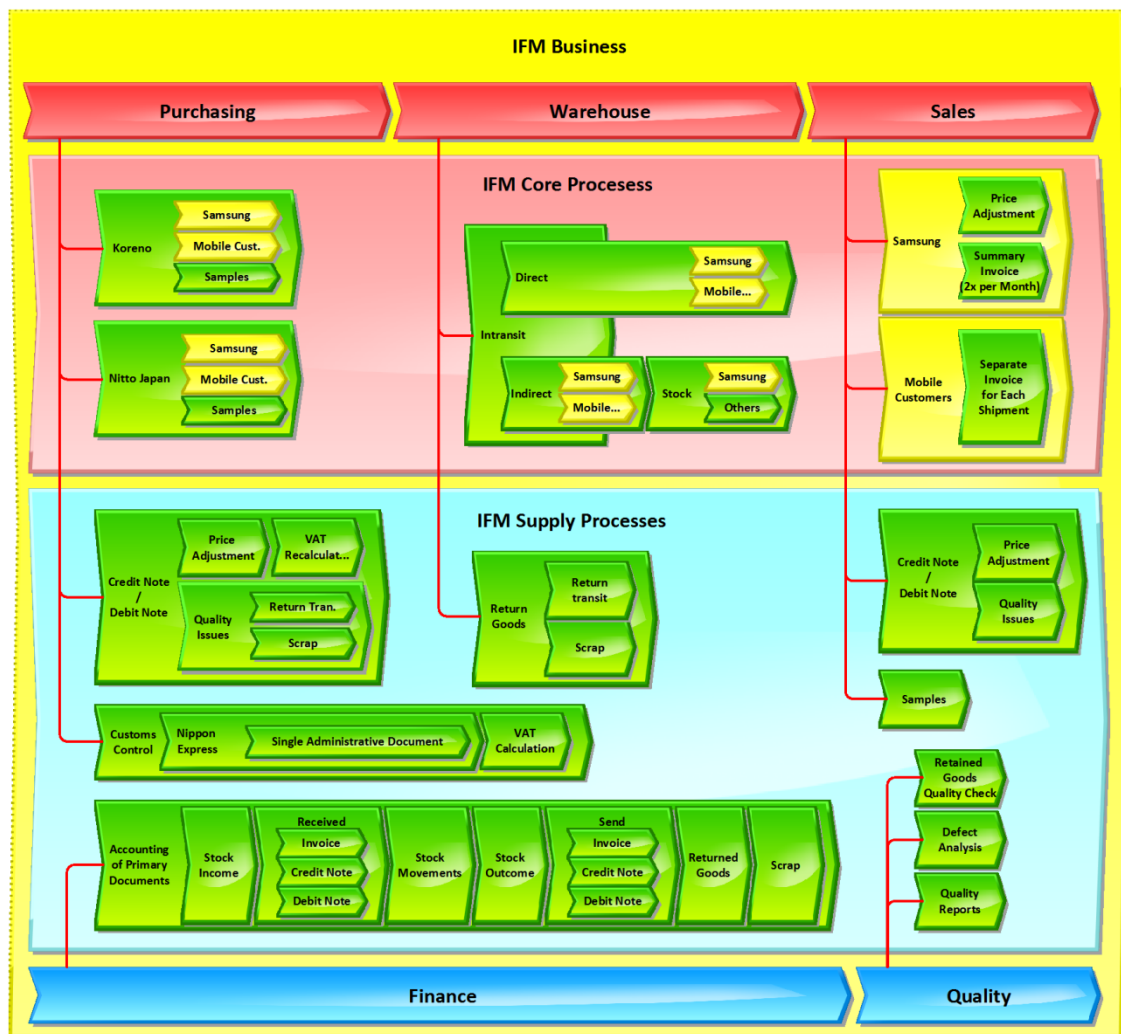 IFM Business
Purchasing
Warehouse
Sales
IFM Core Procesess
Koreno
Samsung
Mobile Cust.
Samples
Nitto Japan
Samsung
Mobile Cust.
Samples
Intransit
Direct
Samsung
Mobile...
Indirect
Samsung
Mobile...
Stock
Samsung
Others
Samsung
Price
Adjustment
Summary
Invoice
(2x per Month)
Mobile
Customers
Separate
Invoice
for Each
Shipment
IFM Supply Processes
Credit Note
/
Debit Note
Price
Adjustment
VAT
Recalculat...
Quality
Issues
Return Tran.
Scrap
Return
Goods
Return
transit
Scrap
Credit Note
/
Debit Note
Price
Adjustment
Quality
Issues
Samples
Customs
Control
Nippon
Express
Single Administrative Document
VAT
Calculation
Accounting
of Primary
Documents
Stock
Income
Received
Invoice
Credit Note
Debit Note
Stock
Movements
Stock
Outcome
Send
Invoice
Credit Note
Debit Note
Returned
Goods
Scrap
Retained
Goods
Quality Check
Defect
Analysis
Quality
Reports
Finance
Quality